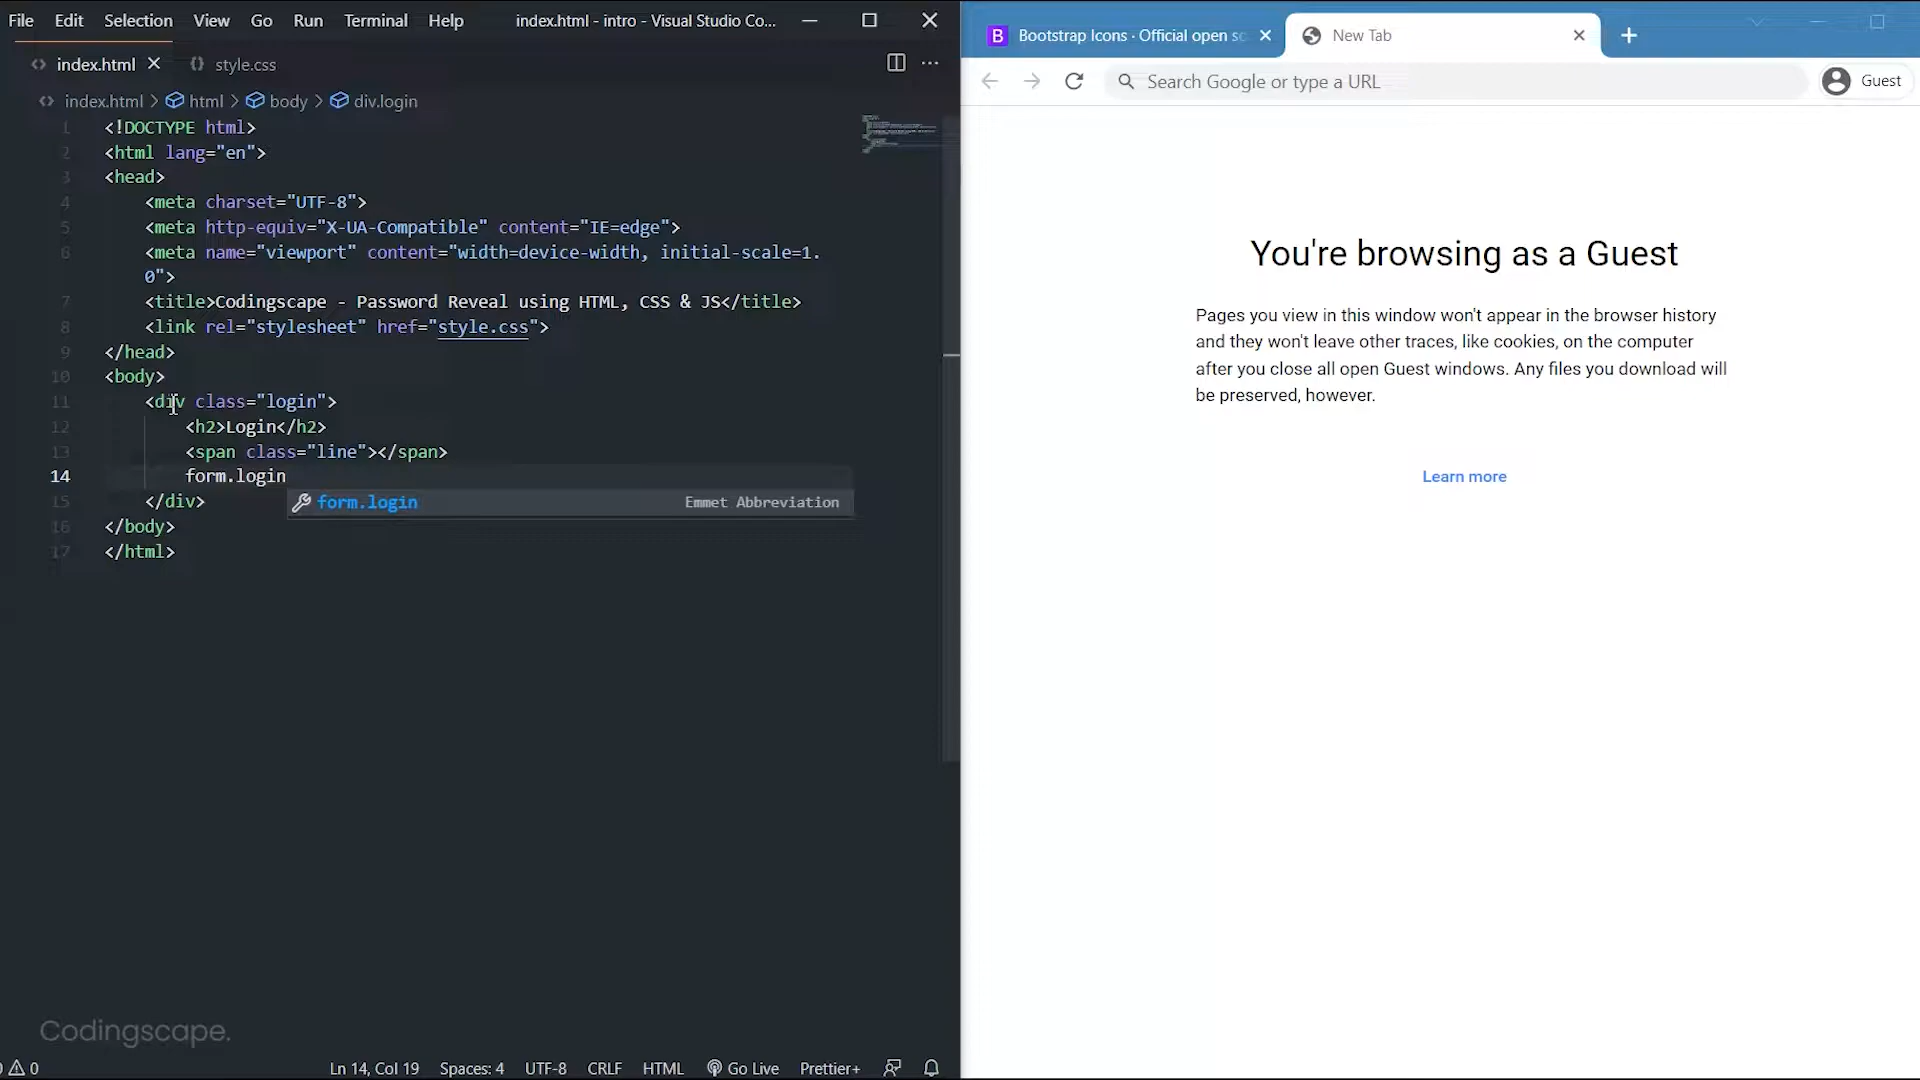 File Edit Selection View Go Run Terminal Help index.html - intro - Visual Studio Co...
index.html style.css
index.html > html > body > div.login
1 <!DOCTYPE html>
2 <html lang="en">
3 <head>
4 <meta charset="UTF-8">
5 <meta http-equiv="X-UA-Compatible" content="IE=edge">
6 <meta name="viewport" content="width=device-width, initial-scale=1.
0">
7 <title>Codingscape - Password Reveal using HTML, CSS & JS</title>
8 <link rel="stylesheet" href="style.css">
9 </head>
10 <body>
11 <div class="login">
12 <h2>Login</h2>
13 <span class="line"></span>
14 form.login
form.login Emmet Abbreviation
15 </div>
16 </body>
17 </html>
Codingscape.
0 Ln 14, Col 19 Spaces: 4 UTF-8 CRLF HTML Go Live Prettier+
B Bootstrap Icons · Official open sc New Tab
Search Google or type a URL Guest
You're browsing as a Guest
Pages you view in this window won't appear in the browser history
and they won't leave other traces, like cookies, on the computer
after you close all open Guest windows. Any files you download will
be preserved, however.
Learn more